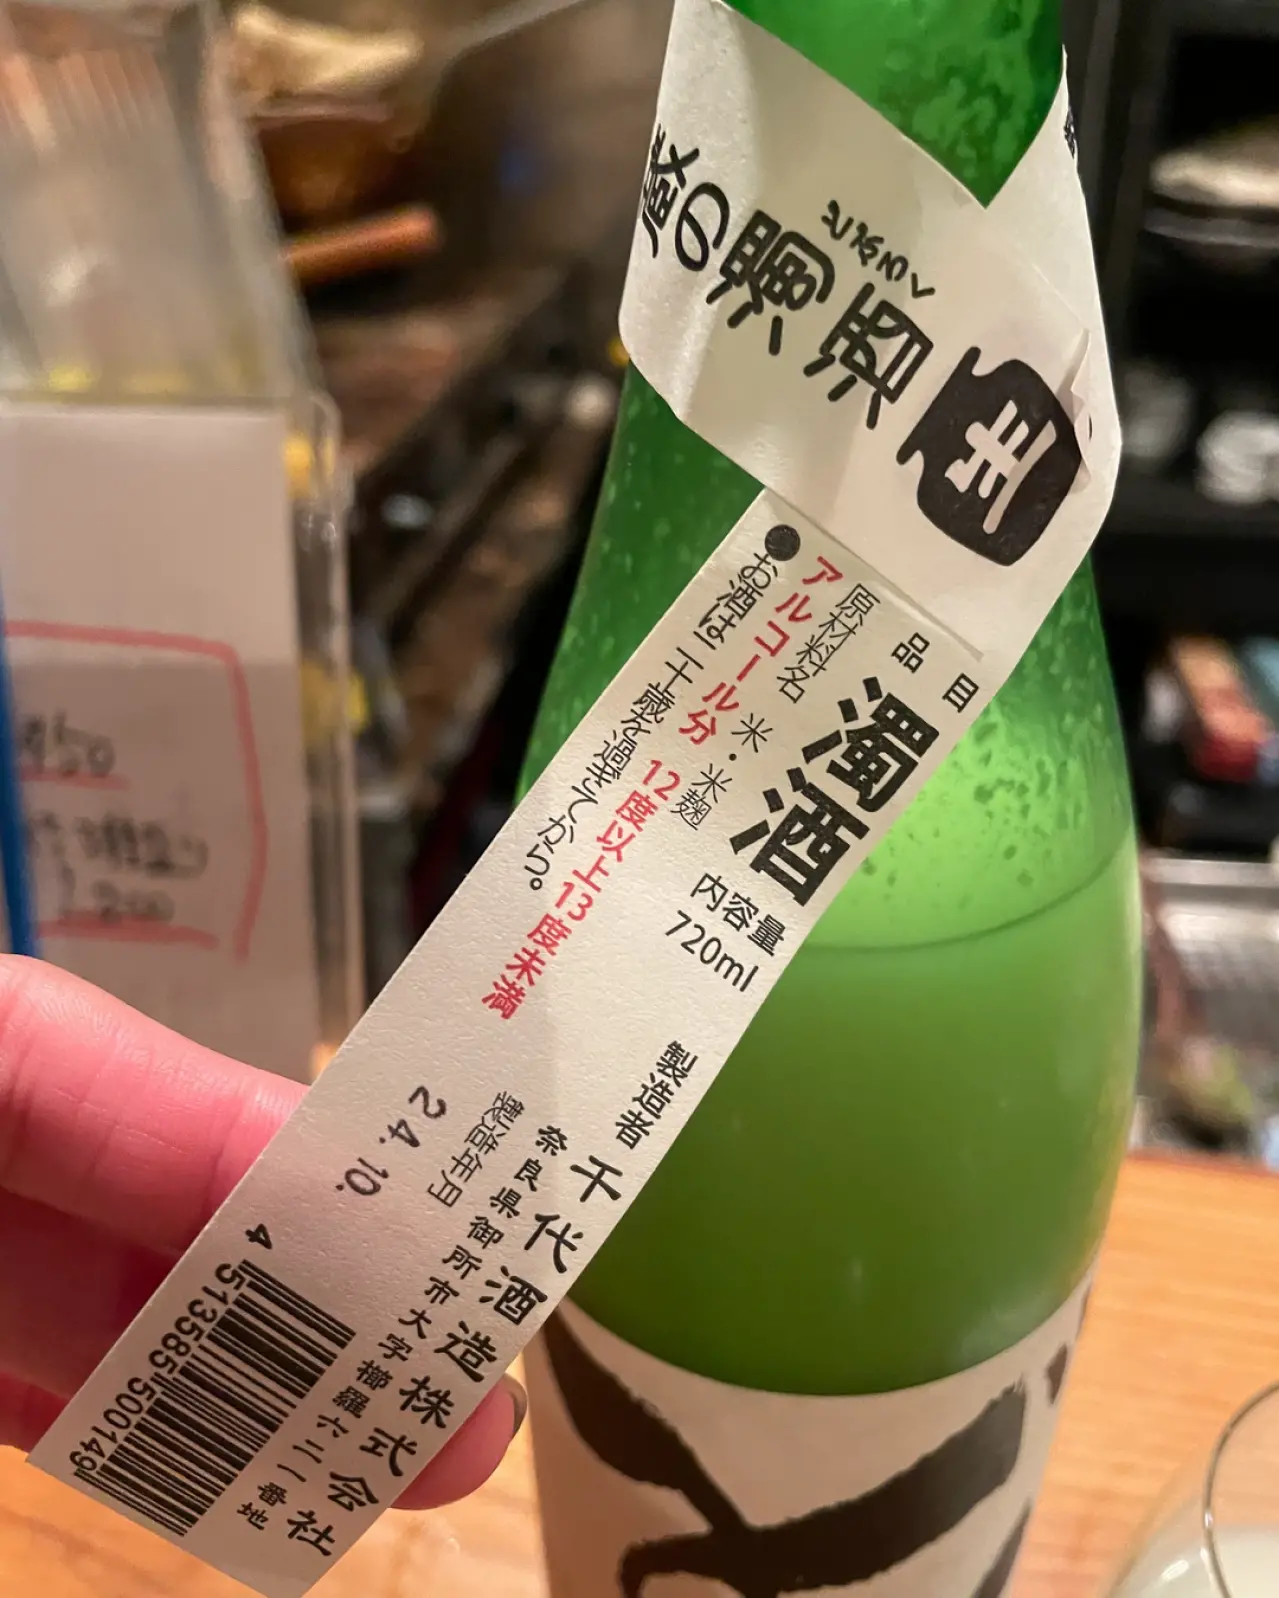 蔵の濁酒
どぶろく
生
品目
濁酒
内容量
720ml
原材料名 米・米麹
アルコール分 12度以上13度未満
●お酒は二十歳を過ぎてから。
製造者 千代酒造株式会社
奈良県御所市大字櫛羅六二一番地
製造年月
24.10.
4 513585 500149